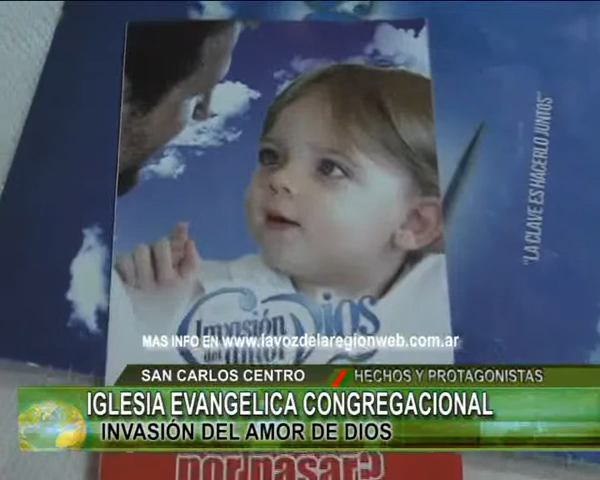 "LA CLAVE ES HACERLO JUNTOS"
Invasión Dios
del amor
MAS INFO EN www.lavozdelaregionweb.com.ar
SAN CARLOS CENTRO
HECHOS Y PROTAGONISTAS
IGLESIA EVANGELICA CONGREGACIONAL
INVASIÓN DEL AMOR DE DIOS
por pasar?